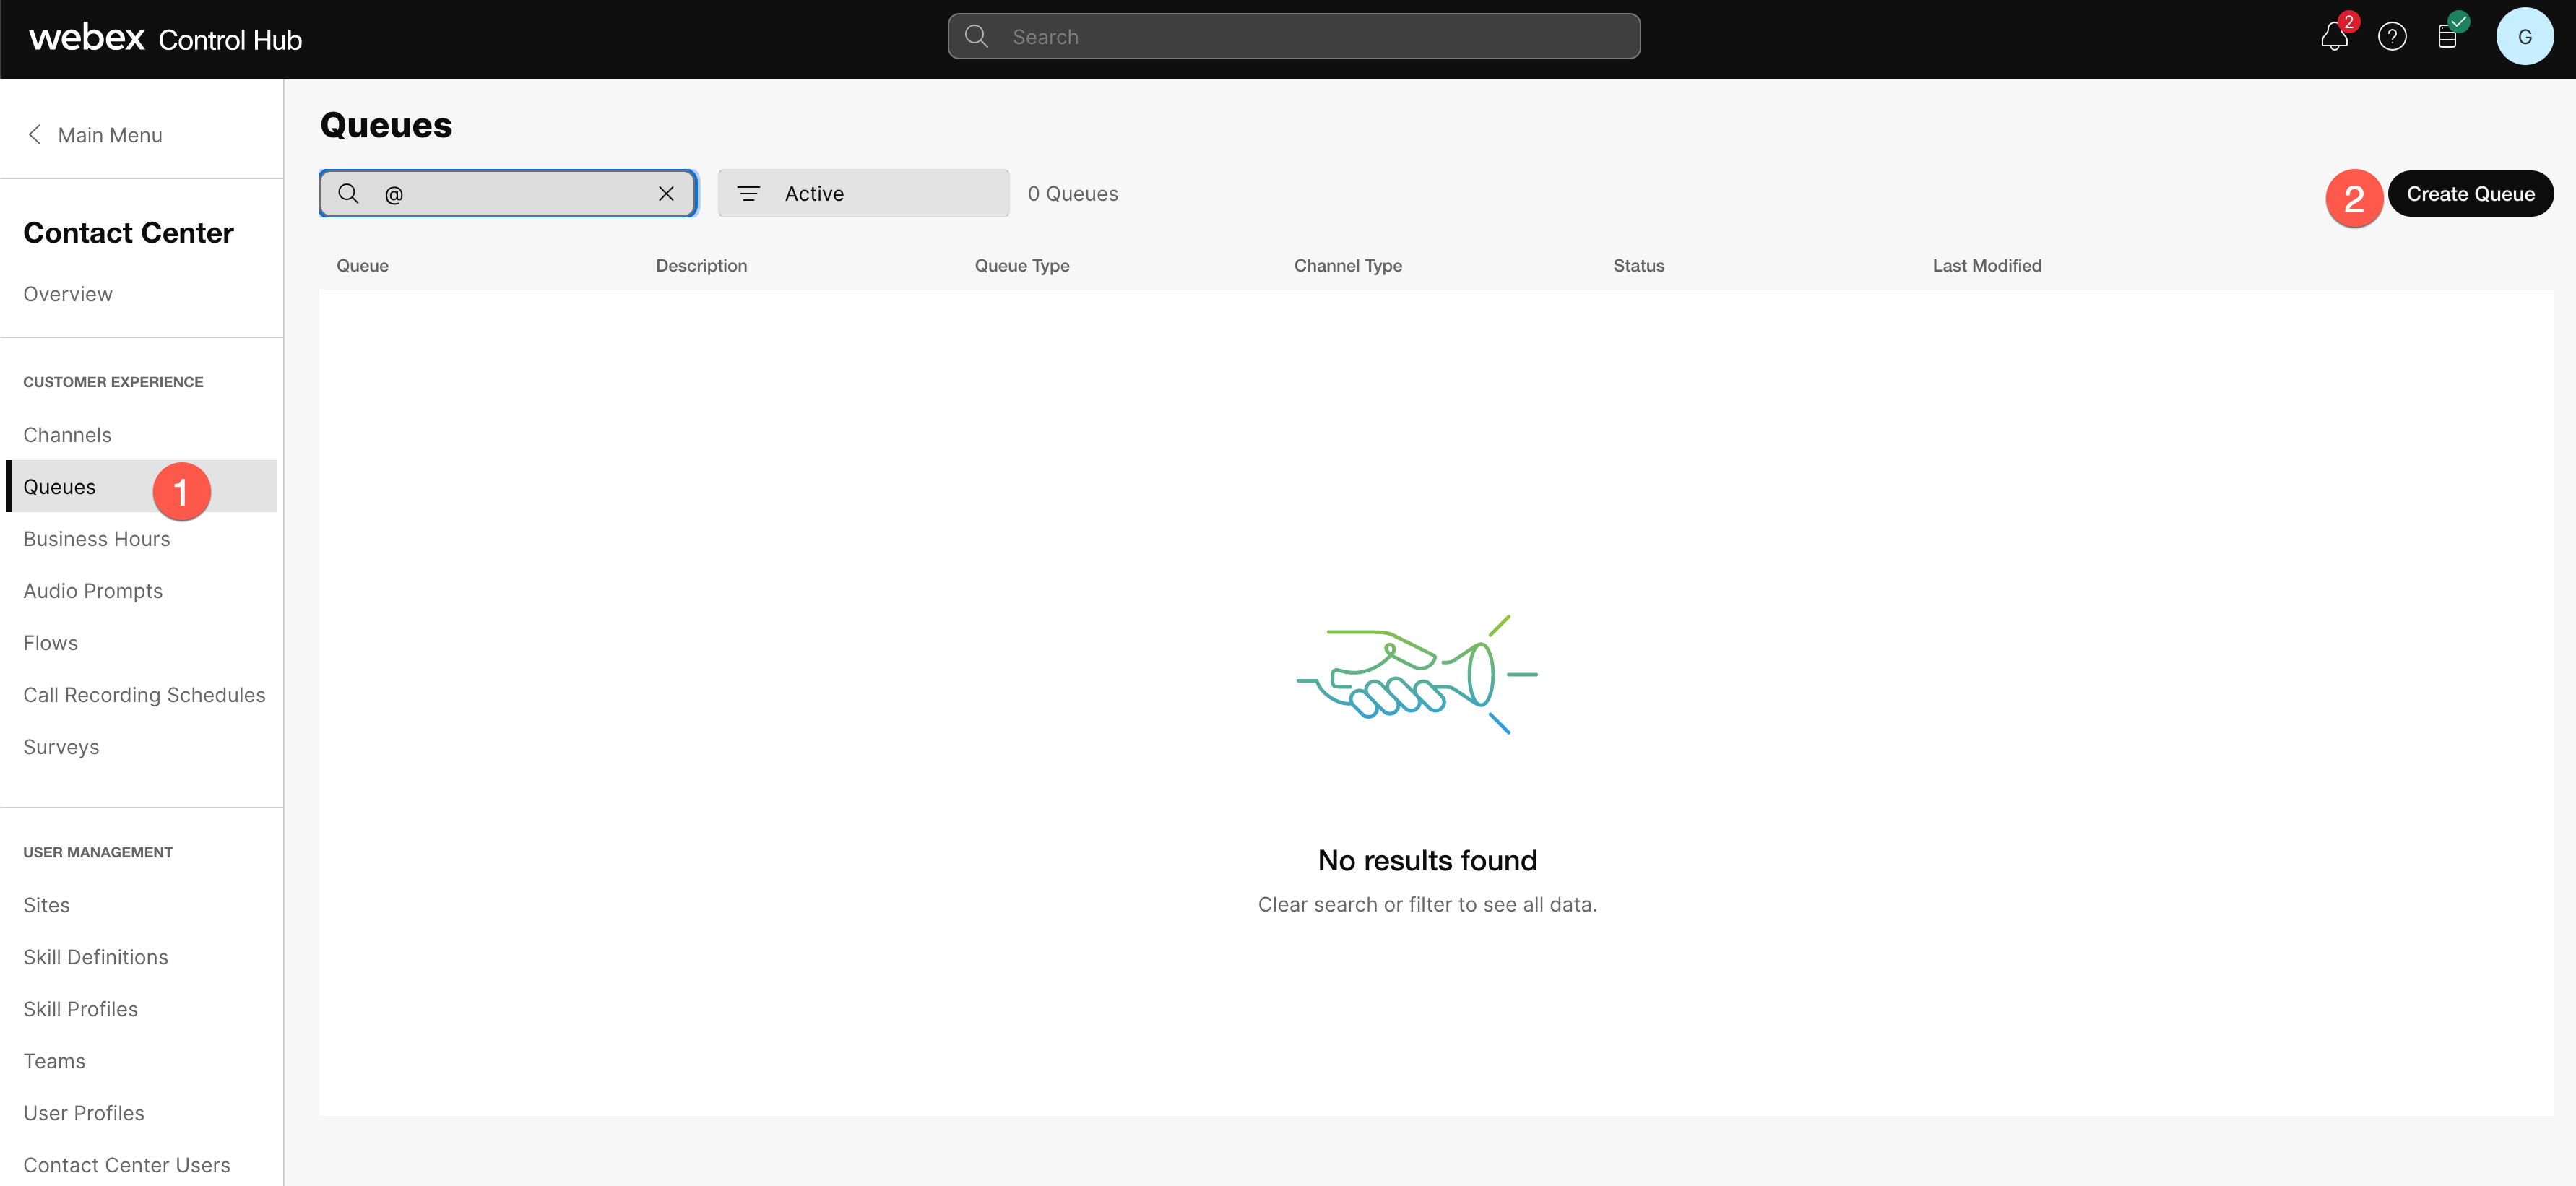 webex Control Hub
Search
2
?
G
Main Menu
Contact Center
Overview
CUSTOMER EXPERIENCE
Channels
Queues
1
Business Hours
Audio Prompts
Flows
Call Recording Schedules
Surveys
USER MANAGEMENT
Sites
Skill Definitions
Skill Profiles
Teams
User Profiles
Contact Center Users
Queues
@
Active
0 Queues
2
Create Queue
Queue Description Queue Type Channel Type Status Last Modified
No results found
Clear search or filter to see all data.